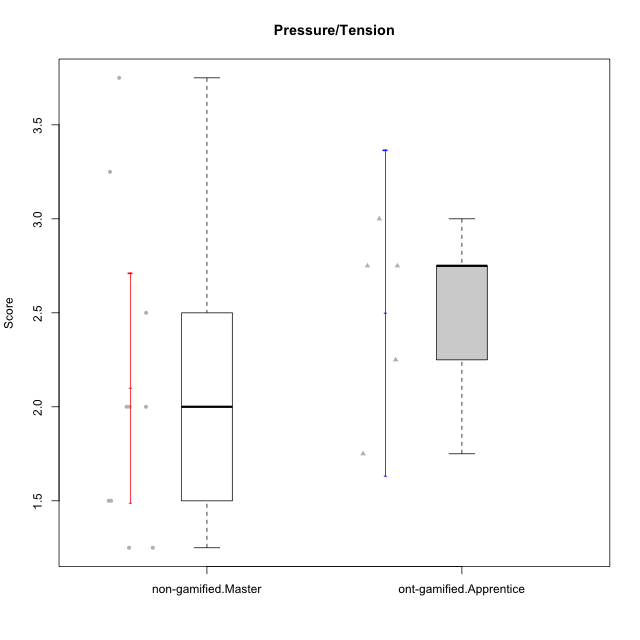 Pressure/Tension
Score
3.5
3.0
2.5
2.0
1.5
non-gamified.Master
ont-gamified.Apprentice